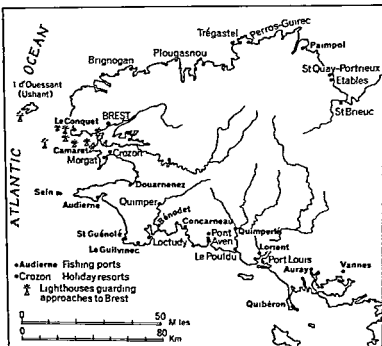 OCEAN
Trégastel
Perros-Guirec
Plougasnou
Paimpol
Brignogan
I d'Ouessant
(Ushant)
St Quay-Portrieux
Etables
Le Conquet
BREST
St Brieuc
Camaret
Crozon
Morgat
ATLANTIC
Douarnenez
Sein
Quimper
Audierne
Bénodet
Concarneau
Quimperlé
St Guénolé
Pont
Aven
Lorient
Loctudy
Le Guilvinec
Le Pouldu
Port Louis
Vannes
Auray
•Audierne Fishing ports
•Crozon Holiday resorts
Lighthouses guarding
approaches to Brest
Quibéron
0 50
Miles
0 80
Km